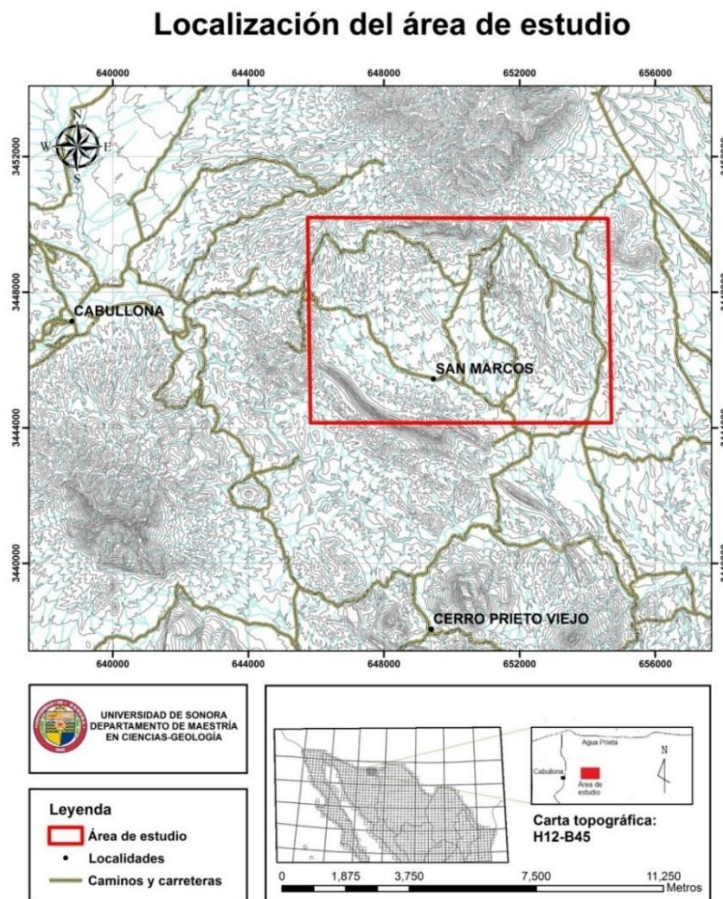 Localización del área de estudio
640000 644000 648000 652000 656000
N
W E
S
3452000
3448000
3444000
3440000
CABULLONA
SAN MARCOS
CERRO PRIETO VIEJO
640000 644000 648000 652000 656000
UNIVERSIDAD DE SONORA
DEPARTAMENTO DE MAESTRÍA
EN CIENCIAS-GEOLOGÍA
Leyenda
Área de estudio
Localidades
Caminos y carreteras
Agua Prieta
N
Cabullona
Área de
estudio
Carta topográfica:
H12-B45
0 1,875 3,750 7,500 11,250
Metros